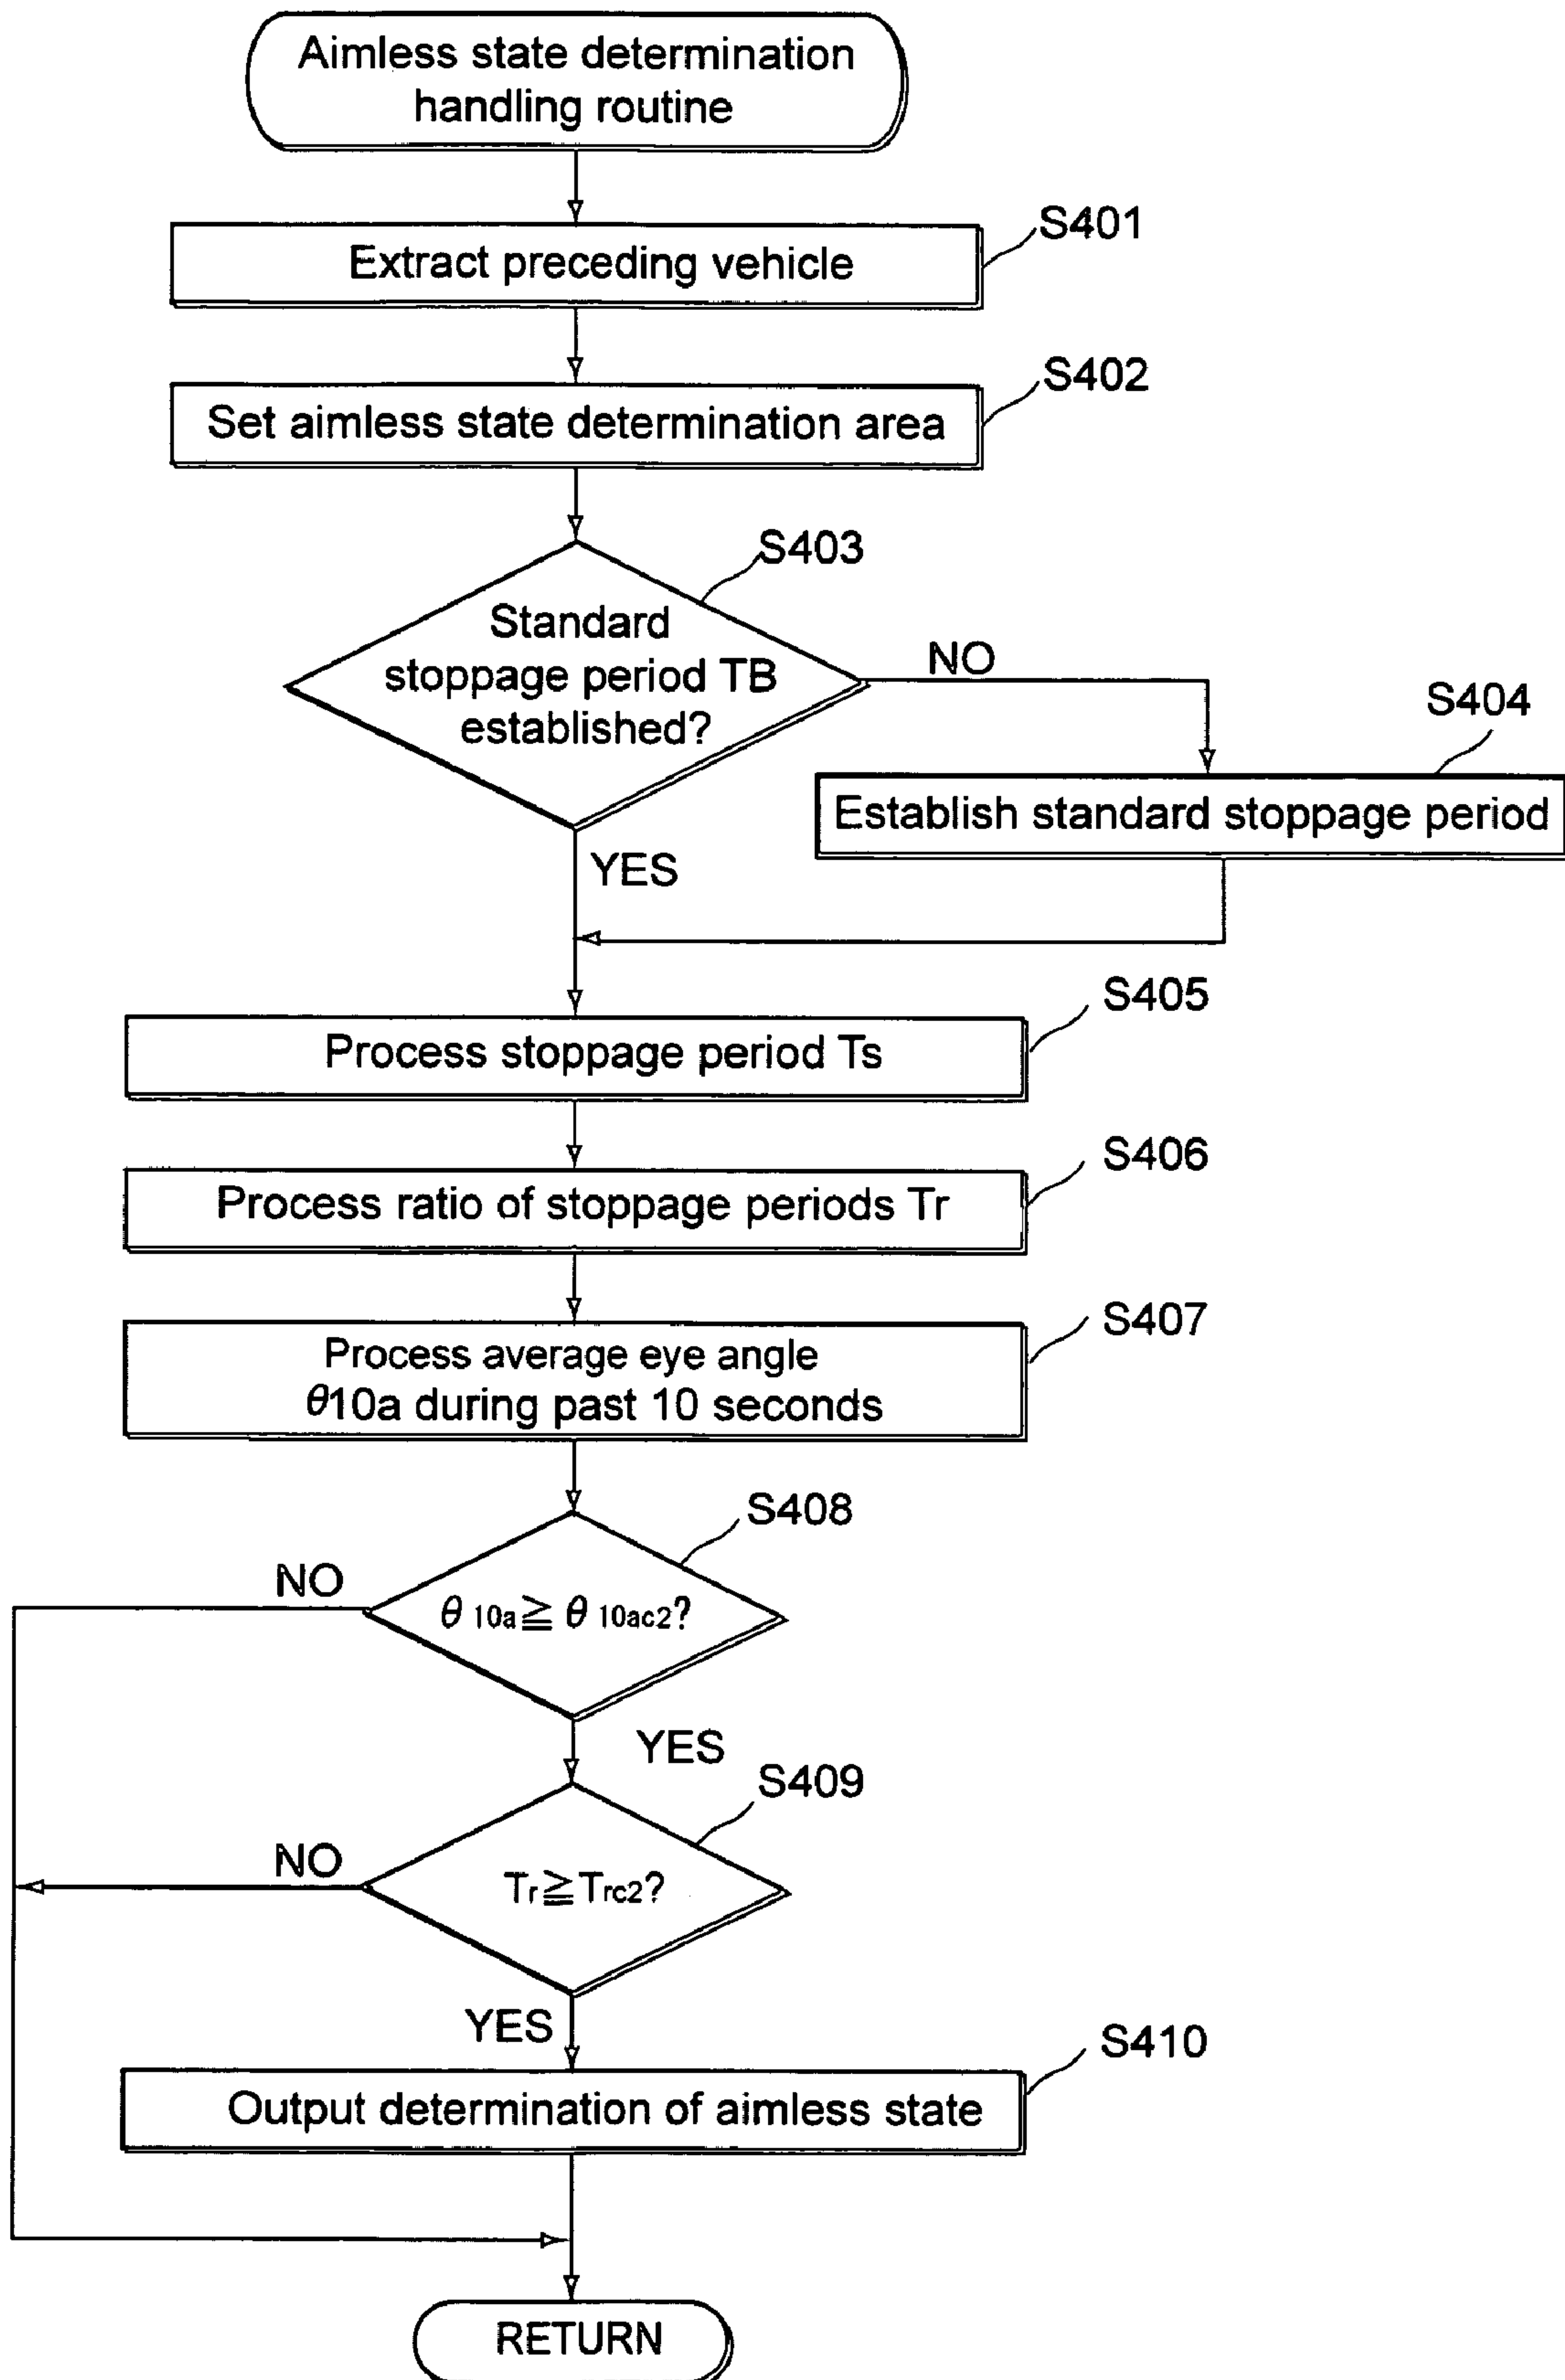 Aimless state determination
handling routine
S401
Extract preceding vehicle
S402
Set aimless state determination area
S403
Standard
stoppage period TB
established?
NO
S404
Establish standard stoppage period
YES
S405
Process stoppage period Ts
S406
Process ratio of stoppage periods Tr
S407
Process average eye angle
θ10a during past 10 seconds
S408
NO
θ 10a≧ θ 10ac2?
YES
S409
NO
Tr≧Trc2?
YES
S410
Output determination of aimless state
RETURN